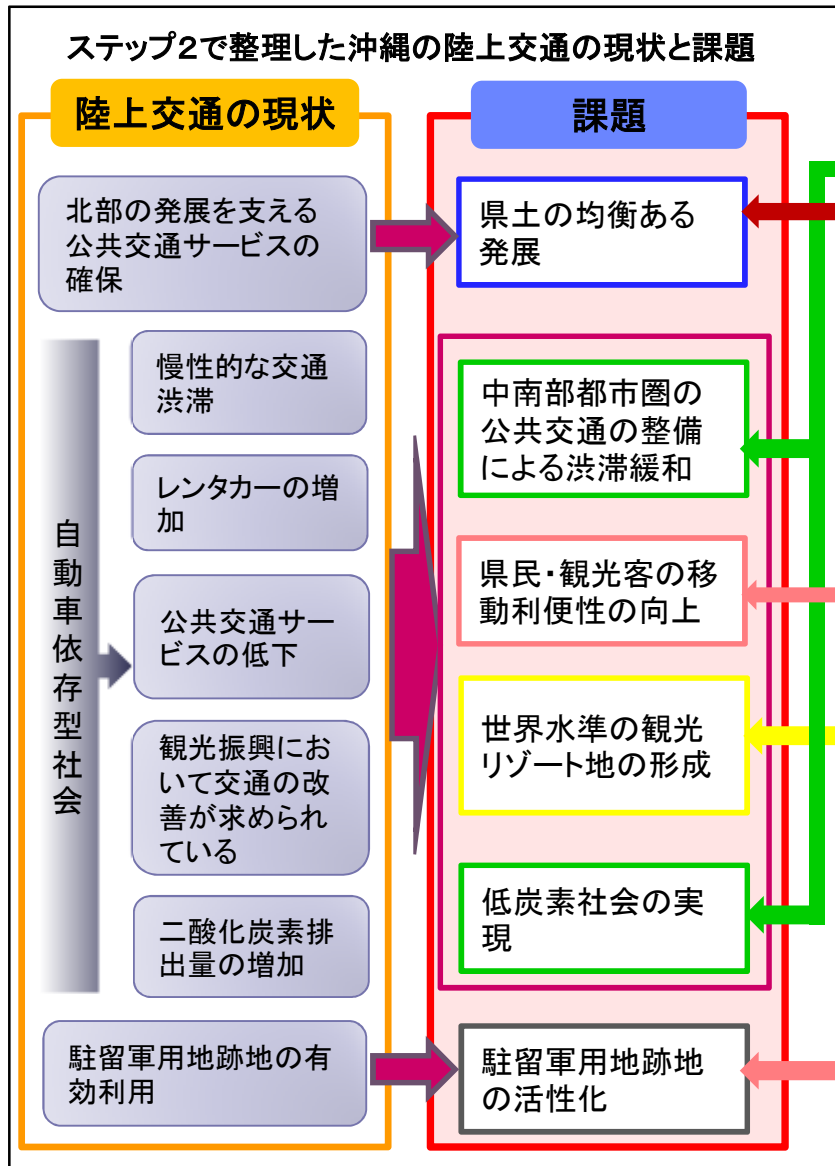 ステップ2で整理した沖縄の陸上交通の現状と課題
陸上交通の現状
北部の発展を支える
公共交通サービスの
確保
自動車依存型社会
慢性的な交通
渋滞
レンタカーの増
加
公共交通サー
ビスの低下
観光振興におい
て交通の改
善が求められ
ている
二酸化炭素排
出量の増加
駐留軍用地跡地の有
効利用
課題
県土の均衡ある
発展
中南部都市圏の
公共交通の整備
による渋滞緩和
県民・観光客の移
動利便性の向上
世界水準の観光
リゾート地の形成
低炭素社会の実
現
駐留軍用地跡地
の活性化